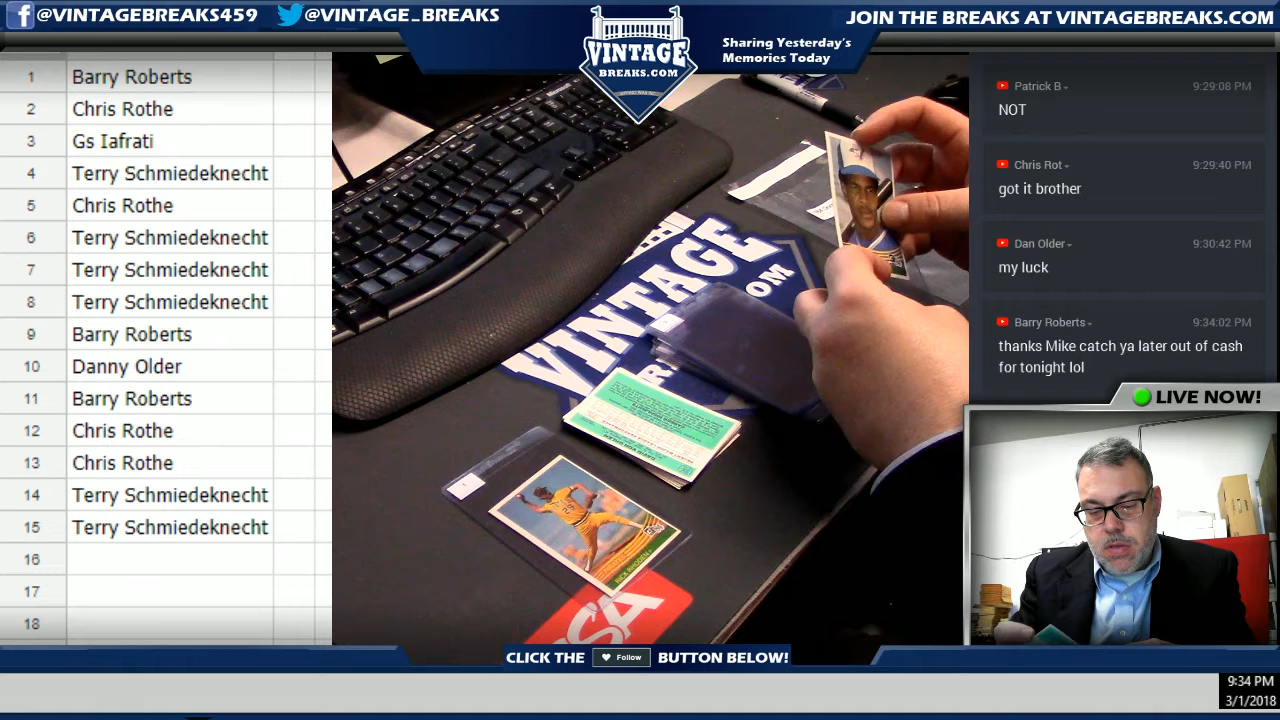 @VINTAGEBREAKS459
@VINTAGE_BREAKS
VINTAGE
BREAKS.COM
Sharing Yesterday's
Memories Today
JOIN THE BREAKS AT VINTAGEBREAKS.COM
1 Barry Roberts
2 Chris Rothe
3 Gs Iafrati
4 Terry Schmiedeknecht
5 Chris Rothe
6 Terry Schmiedeknecht
7 Terry Schmiedeknecht
8 Terry Schmiedeknecht
9 Barry Roberts
10 Danny Older
11 Barry Roberts
12 Chris Rothe
13 Chris Rothe
14 Terry Schmiedeknecht
15 Terry Schmiedeknecht
16
17
18
VINTAGE
OM
RICK RHODEN
PSA
Patrick B 9:29:08 PM
NOT
Chris Rot 9:29:40 PM
got it brother
Dan Older 9:30:42 PM
my luck
Barry Roberts 9:34:02 PM
thanks Mike catch ya later out of cash
for tonight lol
LIVE NOW!
CLICK THE Follow BUTTON BELOW!
9:34 PM
3/1/2018